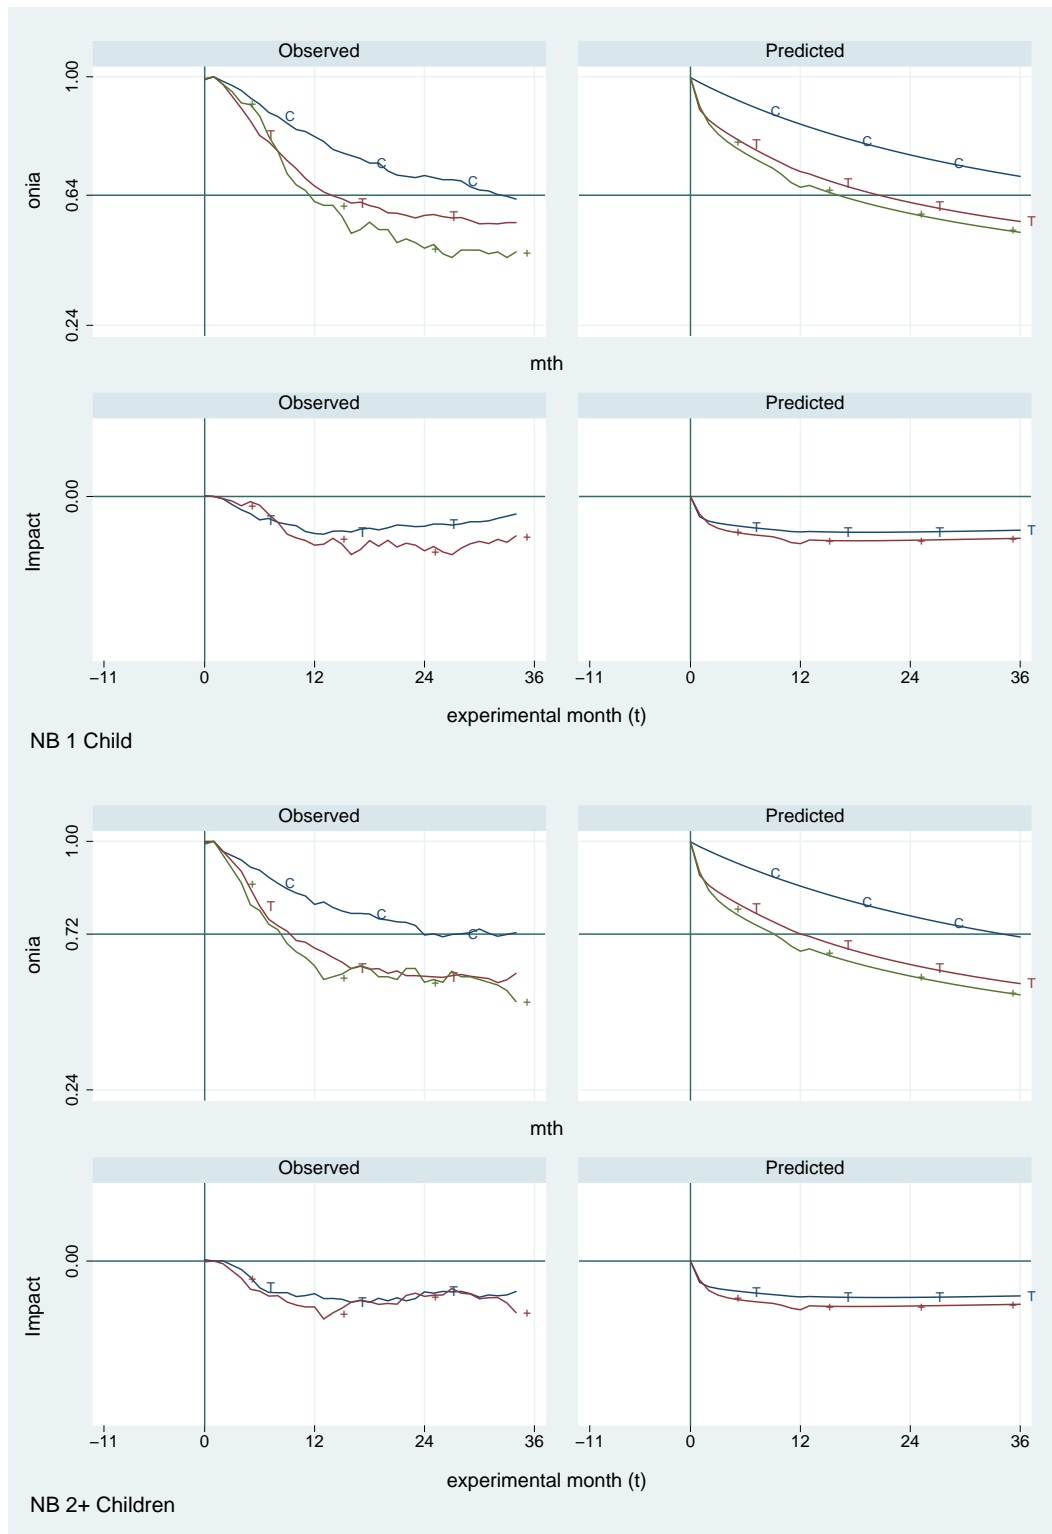 Observed Predicted
1.00
C C
+ T + T
C C
0.64
T T T T
C C
+ T + T
+ + T
+ +
onia
0.24
mth
Observed Predicted
0.00
+ T + T
T T T T T
+ + + + + +
Impact
−11 0 12 24 36 −11 0 12 24 36
experimental month (t)
NB 1 Child
Observed Predicted
1.00
C C
+ T + T
C C
0.72
C C
T T T T
+ + T + + T
+ +
onia
0.24
mth
Observed Predicted
0.00
+ T + T
T T T T T
+ + + + + +
Impact
−11 0 12 24 36 −11 0 12 24 36
experimental month (t)
NB 2+ Children